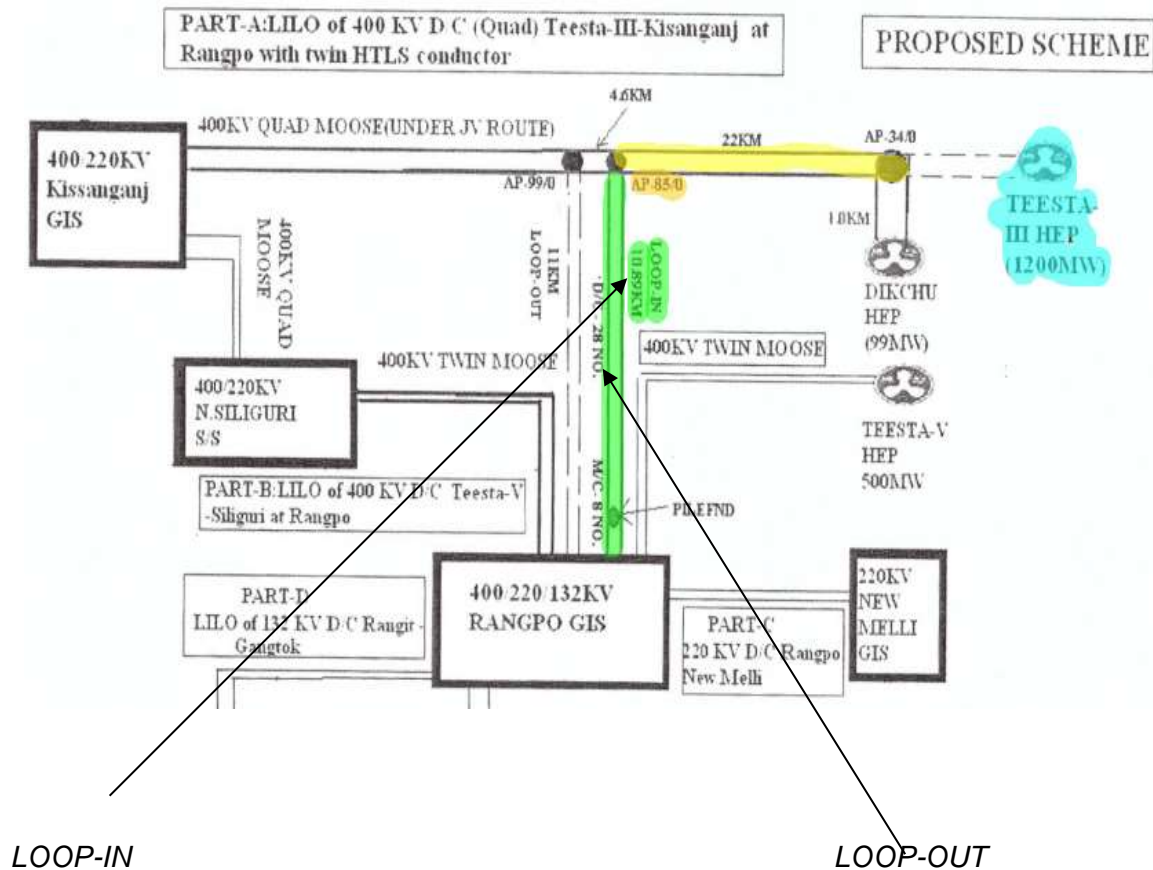 PART-A:LILO of 400 KV D C (Quad) Teesta-III-Kisanganj at
Rangpo with twin HTLS conductor
PROPOSED SCHEME
4.6KM
400KV QUAD MOOSE(UNDER JV ROUTE)
22KM
AP-34/0
400/220KV
Kissanganj
GIS
AP-99/0
AP-85/0
TEESTA-
III HEP
(1200MW)
1.8KM
400KV QUAD
MOOSE
11KM
LOOP-OUT
LOOP-IN
10.89KM
D/C- 28 NO.
DIKCHU
HEP
(99MW)
400KV TWIN MOOSE
400KV TWIN MOOSE
400/220KV
N.SILIGURI
S/S
TEESTA-V
HEP
500MW
PART-B:LILO of 400 KV D/C Teesta-V
-Siliguri at Rangpo
M/C- 8 NO.
PILE FND
400/220/132KV
RANGPO GIS
220KV
NEW
MELLI
GIS
PART-D
LILO of 132 KV D/C Rangit -
Gangtok
PART-C
220 KV D/C Rangpo
New Melli
LOOP-IN
LOOP-OUT